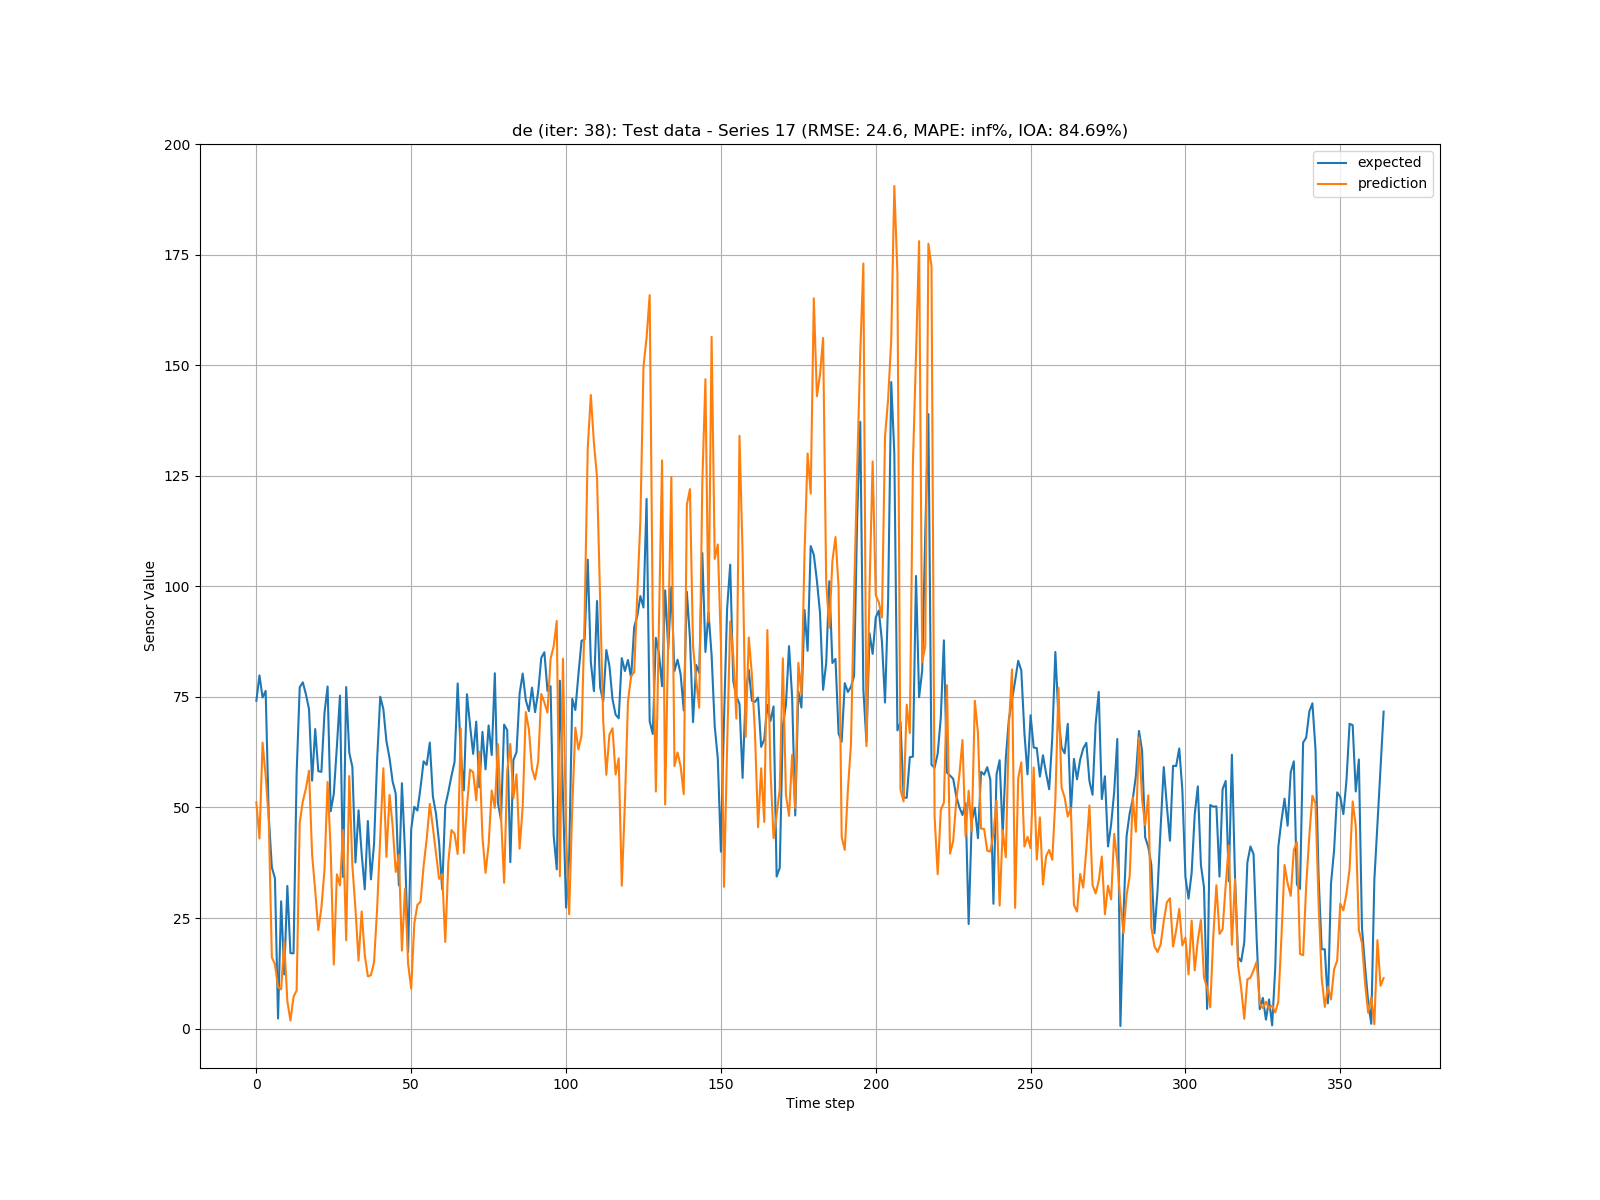 de (iter: 38): Test data - Series 17 (RMSE: 24.6, MAPE: inf%, IOA: 84.69%)
expected
prediction
200
175
150
125
100
75
50
25
0
Sensor Value
0 50 100 150 200 250 300 350
Time step